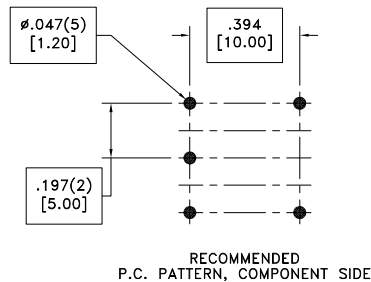 ø.047(5)
[1.20]
.394
[10.00]
.197(2)
[5.00]
RECOMMENDED
P.C. PATTERN, COMPONENT SIDE